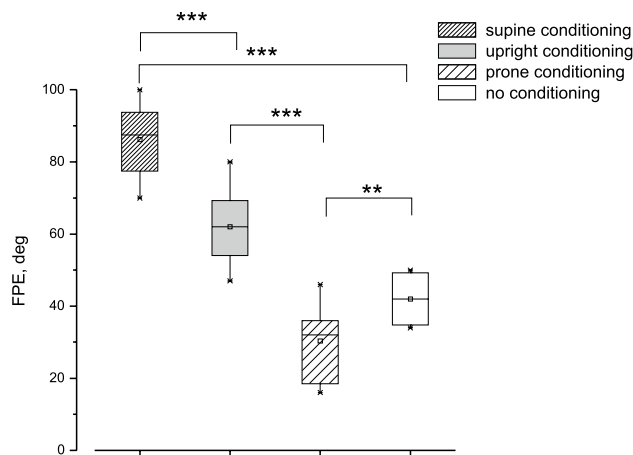 ***
supine conditioning
upright conditioning
***
prone conditioning
no conditioning
100
***
80
**
60
FPE, deg
40
20
0